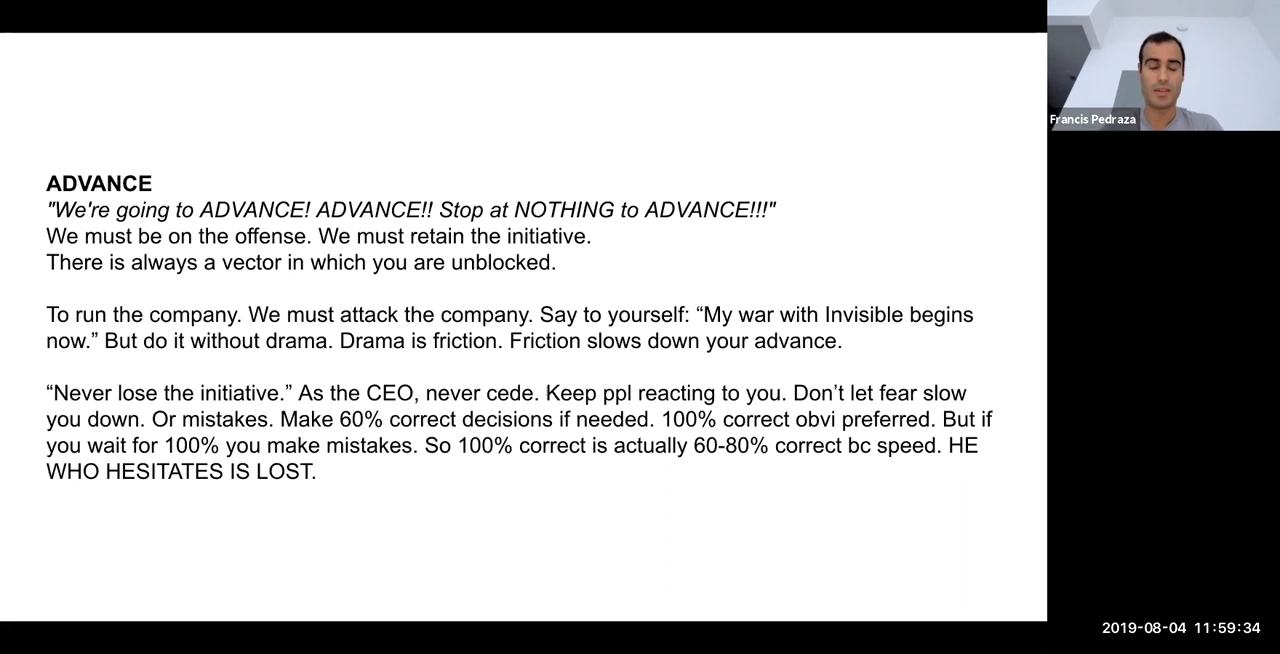 ADVANCE
"We're going to ADVANCE! ADVANCE!! Stop at NOTHING to ADVANCE!!!"
We must be on the offense. We must retain the initiative.
There is always a vector in which you are unblocked.
To run the company. We must attack the company. Say to yourself: “My war with Invisible begins
now.” But do it without drama. Drama is friction. Friction slows down your advance.
“Never lose the initiative.” As the CEO, never cede. Keep ppl reacting to you. Don’t let fear slow
you down. Or mistakes. Make 60% correct decisions if needed. 100% correct obvi preferred. But if
you wait for 100% you make mistakes. So 100% correct is actually 60-80% correct bc speed. HE
WHO HESITATES IS LOST.
Francis Pedraza
2019-08-04 11:59:34